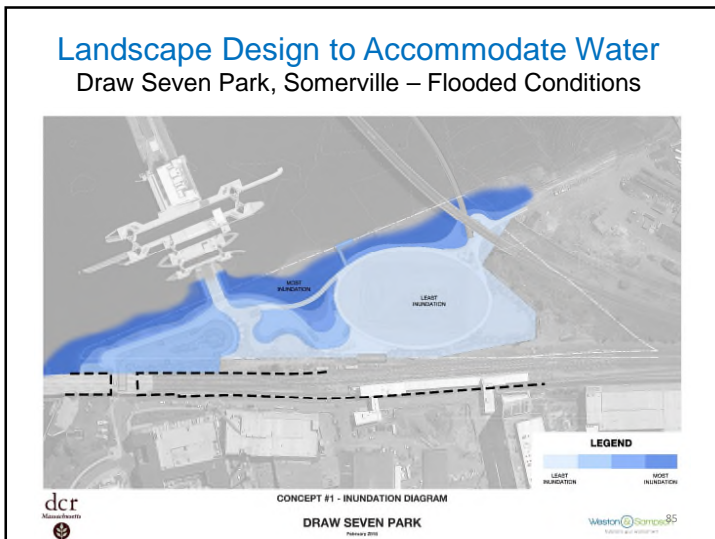 Landscape Design to Accommodate Water
Draw Seven Park, Somerville – Flooded Conditions
MOST
INUNDATION
LEAST
INUNDATION
LEGEND
LEAST
INUNDATION
MOST
INUNDATION
dcr
Massachusetts
CONCEPT #1 - INUNDATION DIAGRAM
DRAW SEVEN PARK
Weston & Sampson
85